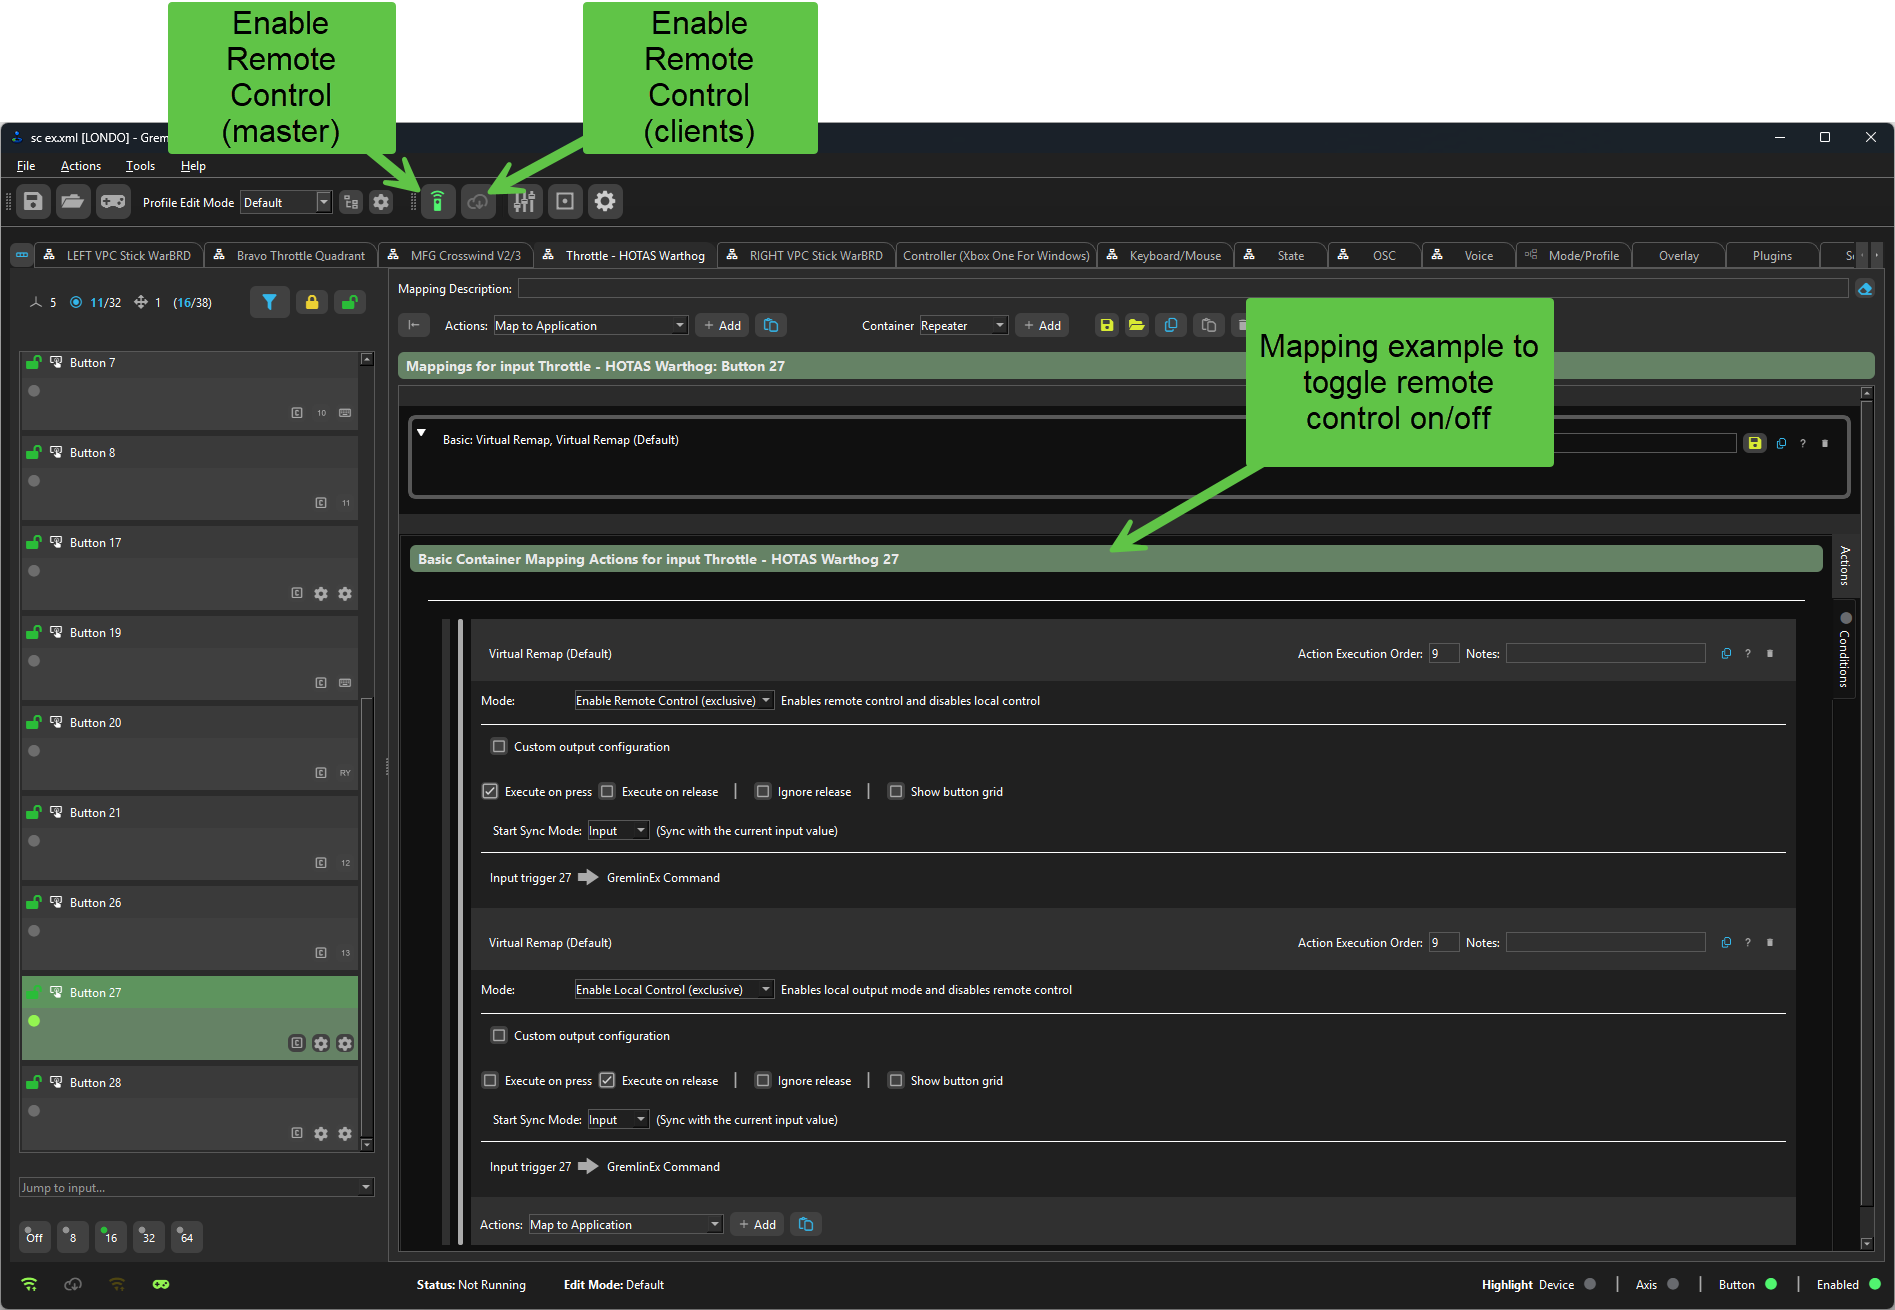 Enable
Remote
Control
(master)
Enable
Remote
Control
(clients)
sc ex.xml [LONDO] - Grem
File Actions Tools Help
Profile Edit Mode Default
LEFT VPC Stick WarBRD Bravo Throttle Quadrant MFG Crosswind V2/3 Throttle - HOTAS Warthog RIGHT VPC Stick WarBRD Controller (Xbox One For Windows) Keyboard/Mouse State OSC Voice Mode/Profile Overlay Plugins
5 11/32 1 (16/38)
Mapping Description:
Actions: Map to Application + Add Container Repeater + Add
Mapping example to
toggle remote
control on/off
Mappings for input Throttle - HOTAS Warthog: Button 27
Basic: Virtual Remap, Virtual Remap (Default)
?
Basic Container Mapping Actions for input Throttle - HOTAS Warthog 27
Actions
Conditions
Virtual Remap (Default) Action Execution Order: 9 Notes: ?
Mode: Enable Remote Control (exclusive) Enables remote control and disables local control
Custom output configuration
Execute on press Execute on release | Ignore release | Show button grid
Start Sync Mode: Input (Sync with the current input value)
Input trigger 27 GremlinEx Command
Virtual Remap (Default) Action Execution Order: 9 Notes: ?
Mode: Enable Local Control (exclusive) Enables local output mode and disables remote control
Custom output configuration
Execute on press Execute on release | Ignore release | Show button grid
Start Sync Mode: Input (Sync with the current input value)
Input trigger 27 GremlinEx Command
Actions: Map to Application + Add
Button 7
C 10
Button 8
C 11
Button 17
C
Button 19
C
Button 20
C RY
Button 21
C 12
Button 26
C 13
Button 27
C
Button 28
C
Jump to input...
Off 8 16 32 64
Status: Not Running Edit Mode: Default Highlight Device | Axis | Button | Enabled